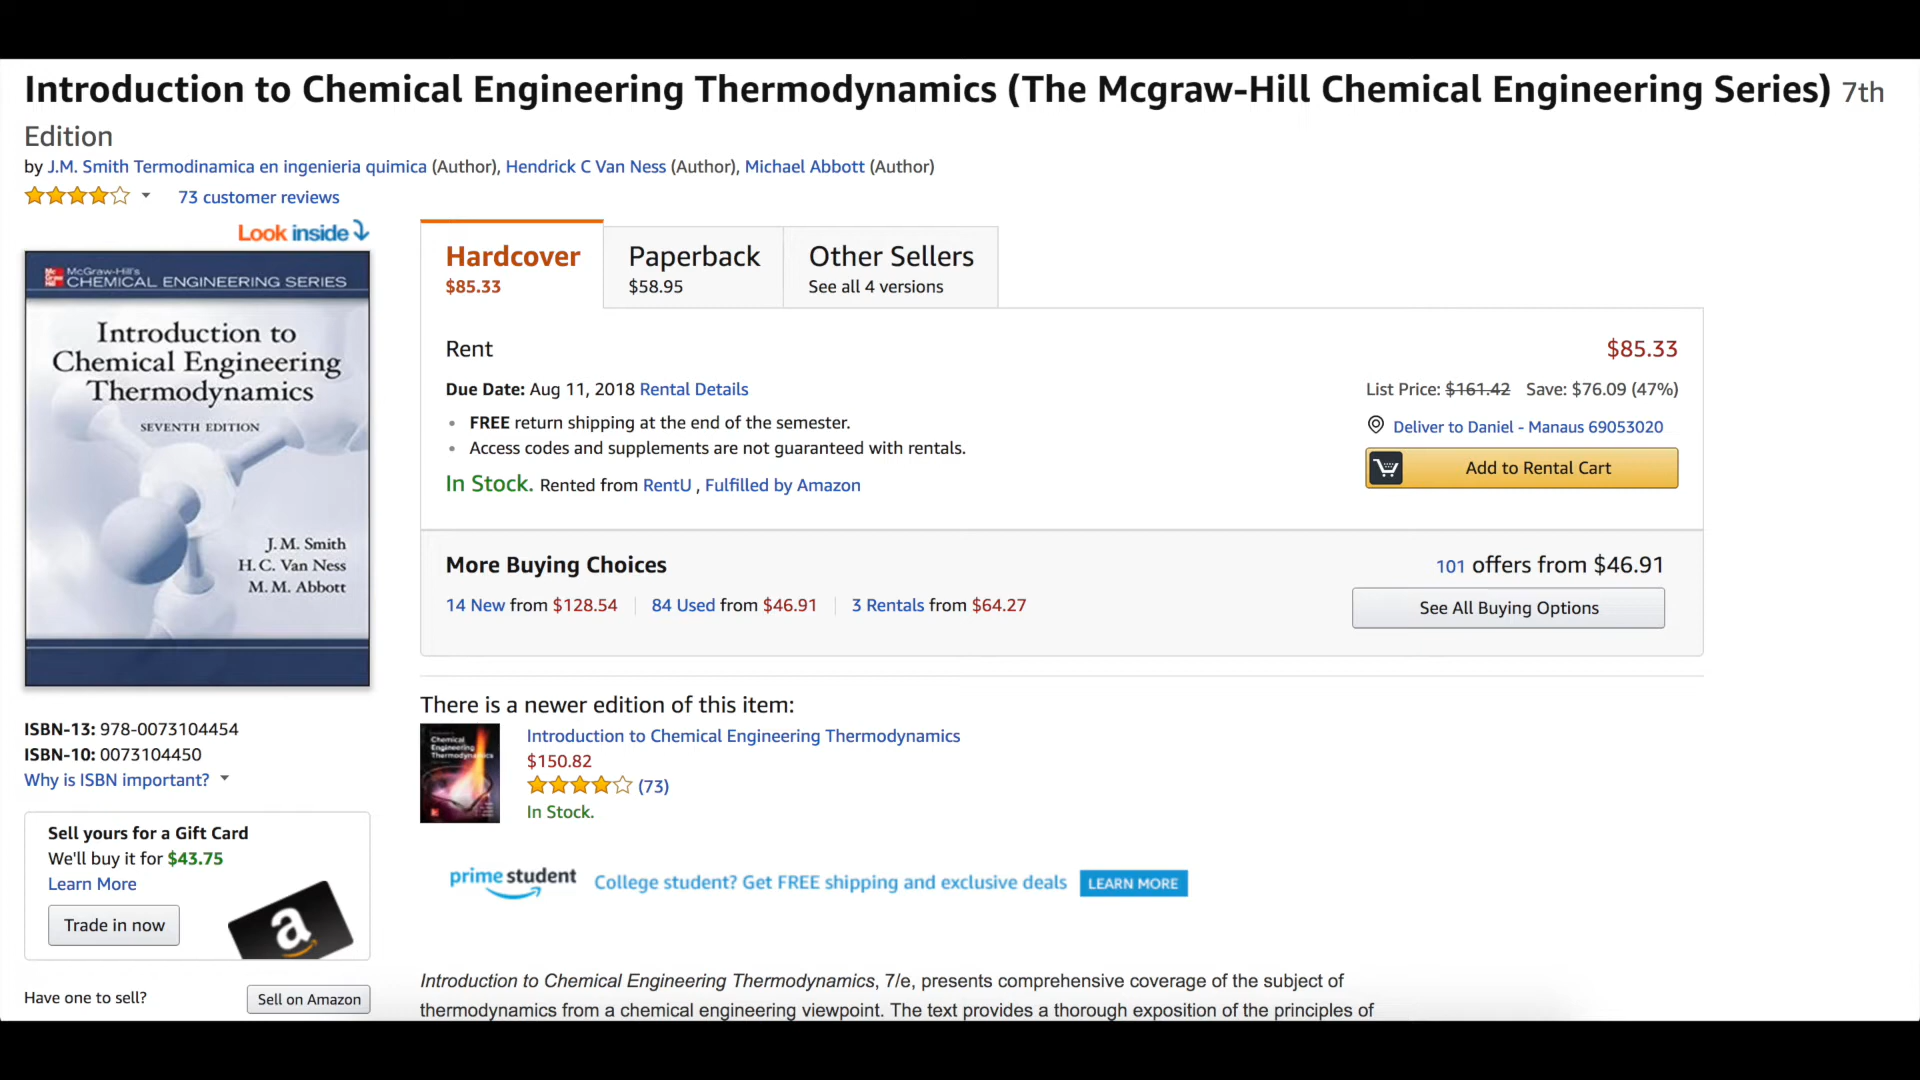 Introduction to Chemical Engineering Thermodynamics (The Mcgraw-Hill Chemical Engineering Series) 7th
Edition
by J.M. Smith Termodinamica en ingenieria quimica (Author), Hendrick C Van Ness (Author), Michael Abbott (Author)
73 customer reviews
Look inside
McGraw-Hill's
CHEMICAL ENGINEERING SERIES
Introduction to
Chemical Engineering
Thermodynamics
SEVENTH EDITION
J. M. Smith
H. C. Van Ness
M. M. Abbott
ISBN-13: 978-0073104454
ISBN-10: 0073104450
Why is ISBN important?
Sell yours for a Gift Card
We'll buy it for $43.75
Learn More
Trade in now
a
Have one to sell? Sell on Amazon
Hardcover Paperback Other Sellers
$85.33 $58.95 See all 4 versions
Rent $85.33
Due Date: Aug 11, 2018 Rental Details List Price: $161.42 Save: $76.09 (47%)
FREE return shipping at the end of the semester. Deliver to Daniel - Manaus 69053020
Access codes and supplements are not guaranteed with rentals. Add to Rental Cart
In Stock. Rented from RentU , Fulfilled by Amazon
More Buying Choices 101 offers from $46.91
14 New from $128.54 84 Used from $46.91 3 Rentals from $64.27 See All Buying Options
There is a newer edition of this item:
Chemical
Engineering
Thermodynamics
Introduction to Chemical Engineering Thermodynamics
$150.82
(73)
In Stock.
prime student College student? Get FREE shipping and exclusive deals LEARN MORE
Introduction to Chemical Engineering Thermodynamics, 7/e, presents comprehensive coverage of the subject of
thermodynamics from a chemical engineering viewpoint. The text provides a thorough exposition of the principles of